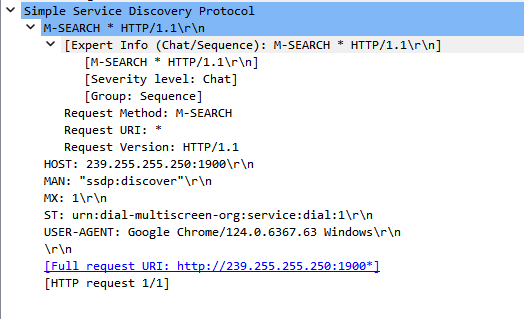 Simple Service Discovery Protocol
M-SEARCH * HTTP/1.1\r\n
[Expert Info (Chat/Sequence): M-SEARCH * HTTP/1.1\r\n]
[M-SEARCH * HTTP/1.1\r\n]
[Severity level: Chat]
[Group: Sequence]
Request Method: M-SEARCH
Request URI: *
Request Version: HTTP/1.1
HOST: 239.255.255.250:1900\r\n
MAN: "ssdp:discover"\r\n
MX: 1\r\n
ST: urn:dial-multiscreen-org:service:dial:1\r\n
USER-AGENT: Google Chrome/124.0.6367.63 Windows\r\n
\r\n
[Full request URI: http://239.255.255.250:1900*]
[HTTP request 1/1]